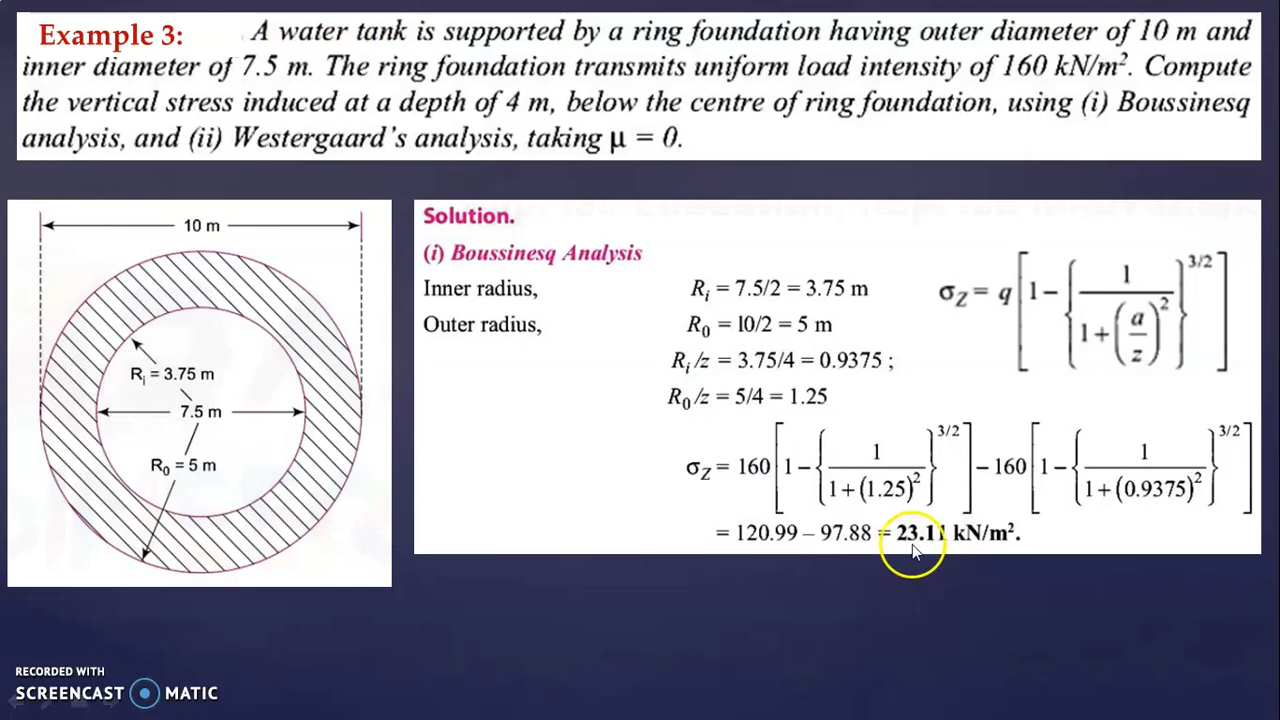 Example 3: A water tank is supported by a ring foundation having outer diameter of 10 m and
inner diameter of 7.5 m. The ring foundation transmits uniform load intensity of 160 kN/m². Compute
the vertical stress induced at a depth of 4 m, below the centre of ring foundation, using (i) Boussinesq
analysis, and (ii) Westergaard's analysis, taking μ = 0.
10 m
Rᵢ = 3.75 m
7.5 m
R₀ = 5 m
Solution.
(i) Boussinesq Analysis
Inner radius, Rᵢ = 7.5/2 = 3.75 m
Outer radius, R₀ = 10/2 = 5 m
σ_Z = q [1 − {1 / (1 + (a/z)²)}^3/2]
Rᵢ/z = 3.75/4 = 0.9375 ;
R₀/z = 5/4 = 1.25
σ_Z = 160 [1 − {1 / (1 + (1.25)²)}^3/2] − 160 [1 − {1 / (1 + (0.9375)²)}^3/2]
= 120.99 − 97.88 = 23.11 kN/m².
RECORDED WITH
SCREENCAST MATIC